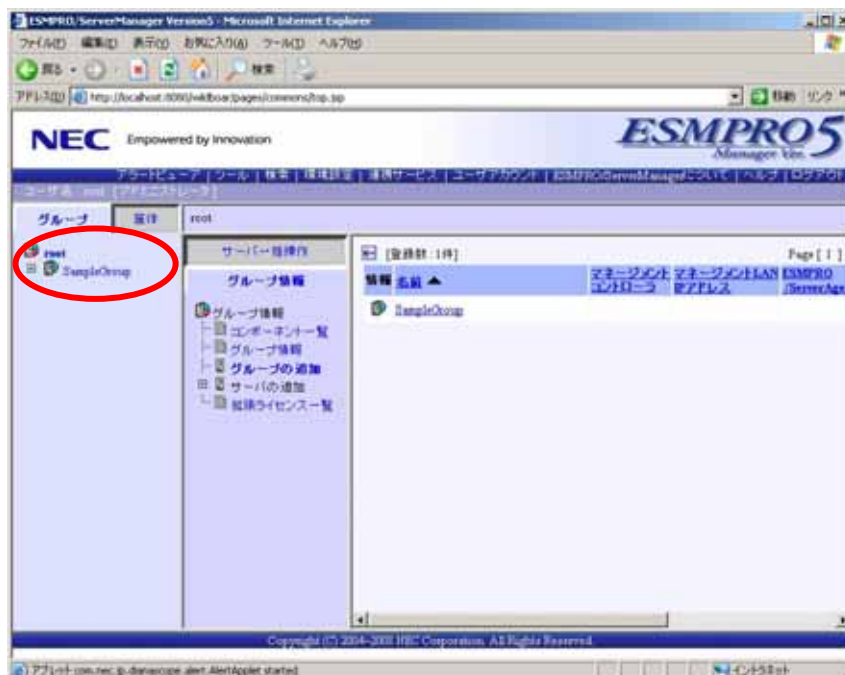 ESMPRO/ServerManager Version5 - Microsoft Internet Explorer
ファイル(F) 編集(E) 表示(V) お気に入り(A) ツール(T) ヘルプ(H)
戻る 検索
アドレス(D) http://localhost:8080/wildboar/pages/commons/top.jsp 移動 リンク
NEC Empowered by Innovation
ESMPRO5
Manager Ver.
アラートビューア | ツール | 検索 | 環境設定 | 連携サービス | ユーザアカウント | ESMPRO/ServerManagerについて | ヘルプ | ログアウト
ユーザ名 root [アドミニストレータ]
グループ 筐体 root
root
SampleGroup
サーバー括操作
グループ情報
グループ情報
コンポーネント一覧
グループ情報
グループの追加
サーバの追加
拡張ライセンス一覧
[登録数:1件] Page [ 1 ]
情報 名前 ▲ マネージメントコントローラ マネージメントLAN IPアドレス ESMPRO /ServerAge
SampleGroup
Copyright (C) 2004-2008 NEC Corporation. All Rights Reserved.
アプレット com.nec.jp.dianascope.alert.AlertApplet started イントラネット